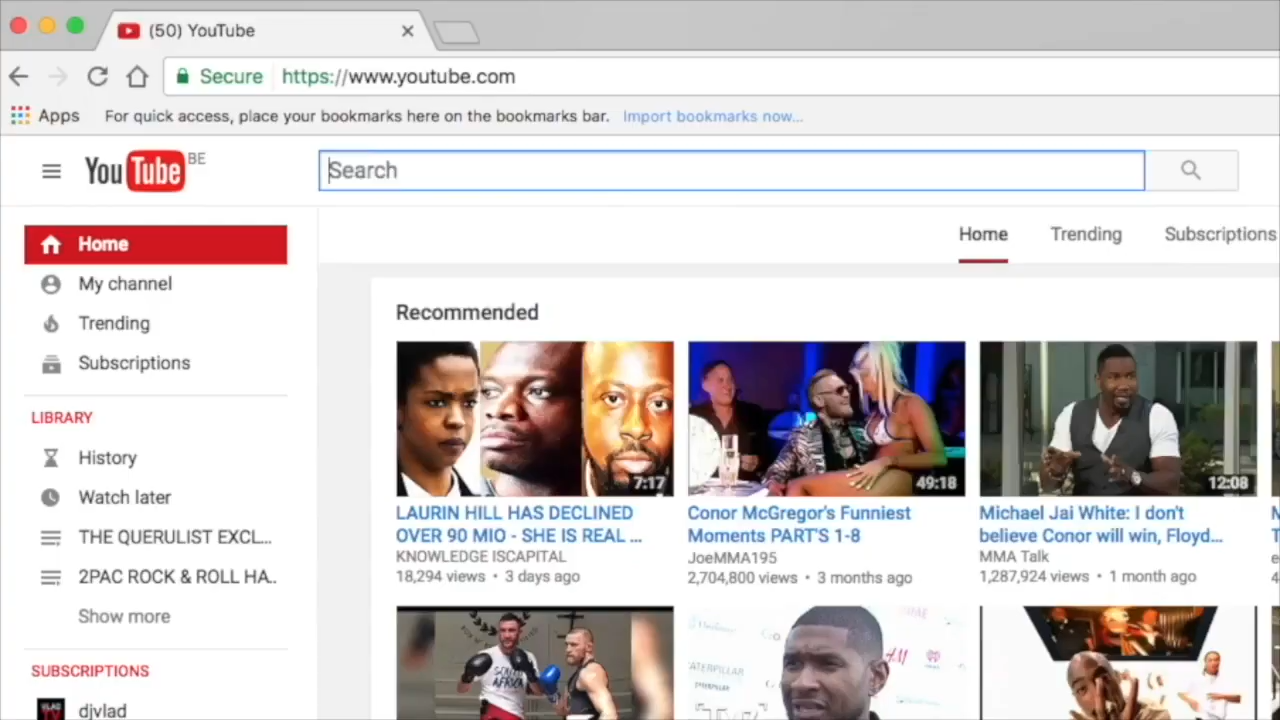 (50) YouTube
Secure https://www.youtube.com
Apps For quick access, place your bookmarks here on the bookmarks bar. Import bookmarks now...
YouTube BE
Search
Home
My channel
Trending
Subscriptions
LIBRARY
History
Watch later
THE QUERULIST EXCL...
2PAC ROCK & ROLL HA..
Show more
SUBSCRIPTIONS
VLAD TV
djvlad
Home Trending Subscriptions
Recommended
7:17
LAURIN HILL HAS DECLINED
OVER 90 MIO - SHE IS REAL ...
KNOWLEDGE ISCAPITAL
18,294 views • 3 days ago
49:18
Conor McGregor's Funniest
Moments PART'S 1-8
JoeMMA195
2,704,800 views • 3 months ago
12:08
Michael Jai White: I don't
believe Conor will win, Floyd...
MMA Talk
1,287,924 views • 1 month ago
SOUTH
AFRICA
H&M
CATERPILLAR